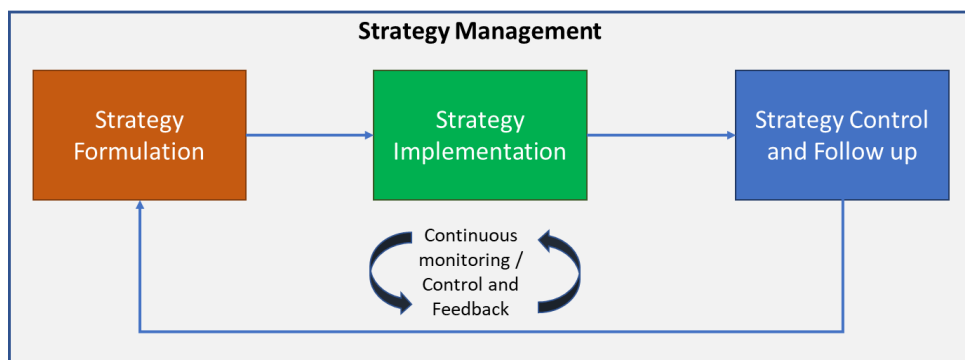 Strategy Management
Strategy
Formulation
Strategy
Implementation
Strategy Control
and Follow up
Continuous
monitoring /
Control and
Feedback